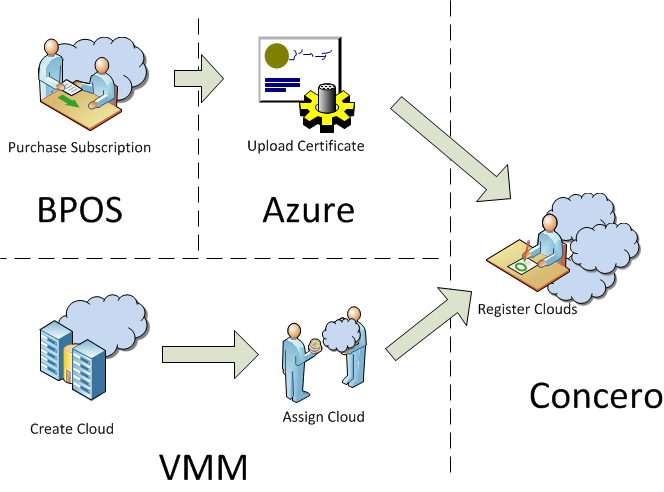 Purchase Subscription
Upload Certificate
BPOS
Azure
Register Clouds
Create Cloud
Assign Cloud
Concero
VMM